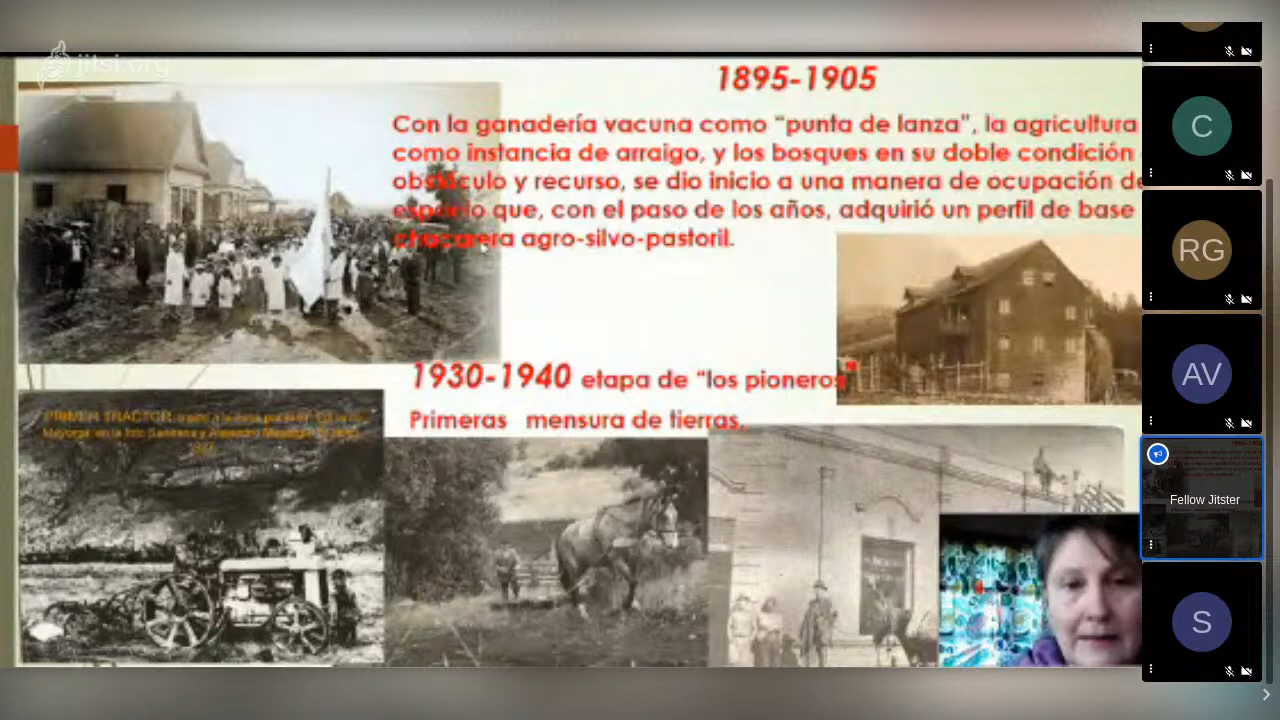 jitsi.org
1895-1905
Con la ganadería vacuna como “punta de lanza”, la agricultura
como instancia de arraigo, y los bosques en su doble condición
obstáculo y recurso, se dio inicio a una manera de ocupación de
espacio que, con el paso de los años, adquirió un perfil de base
chacarera agro-silvo-pastoril.
1930-1940 etapa de “los pioneros”
Primeras mensura de tierras.
PRIMER TRACTOR
C
RG
AV
Fellow Jitster
S